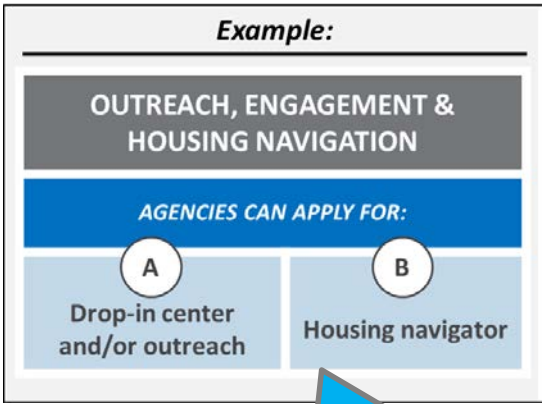 Example:
OUTREACH, ENGAGEMENT &
HOUSING NAVIGATION
AGENCIES CAN APPLY FOR:
A
Drop-in center
and/or outreach
B
Housing navigator